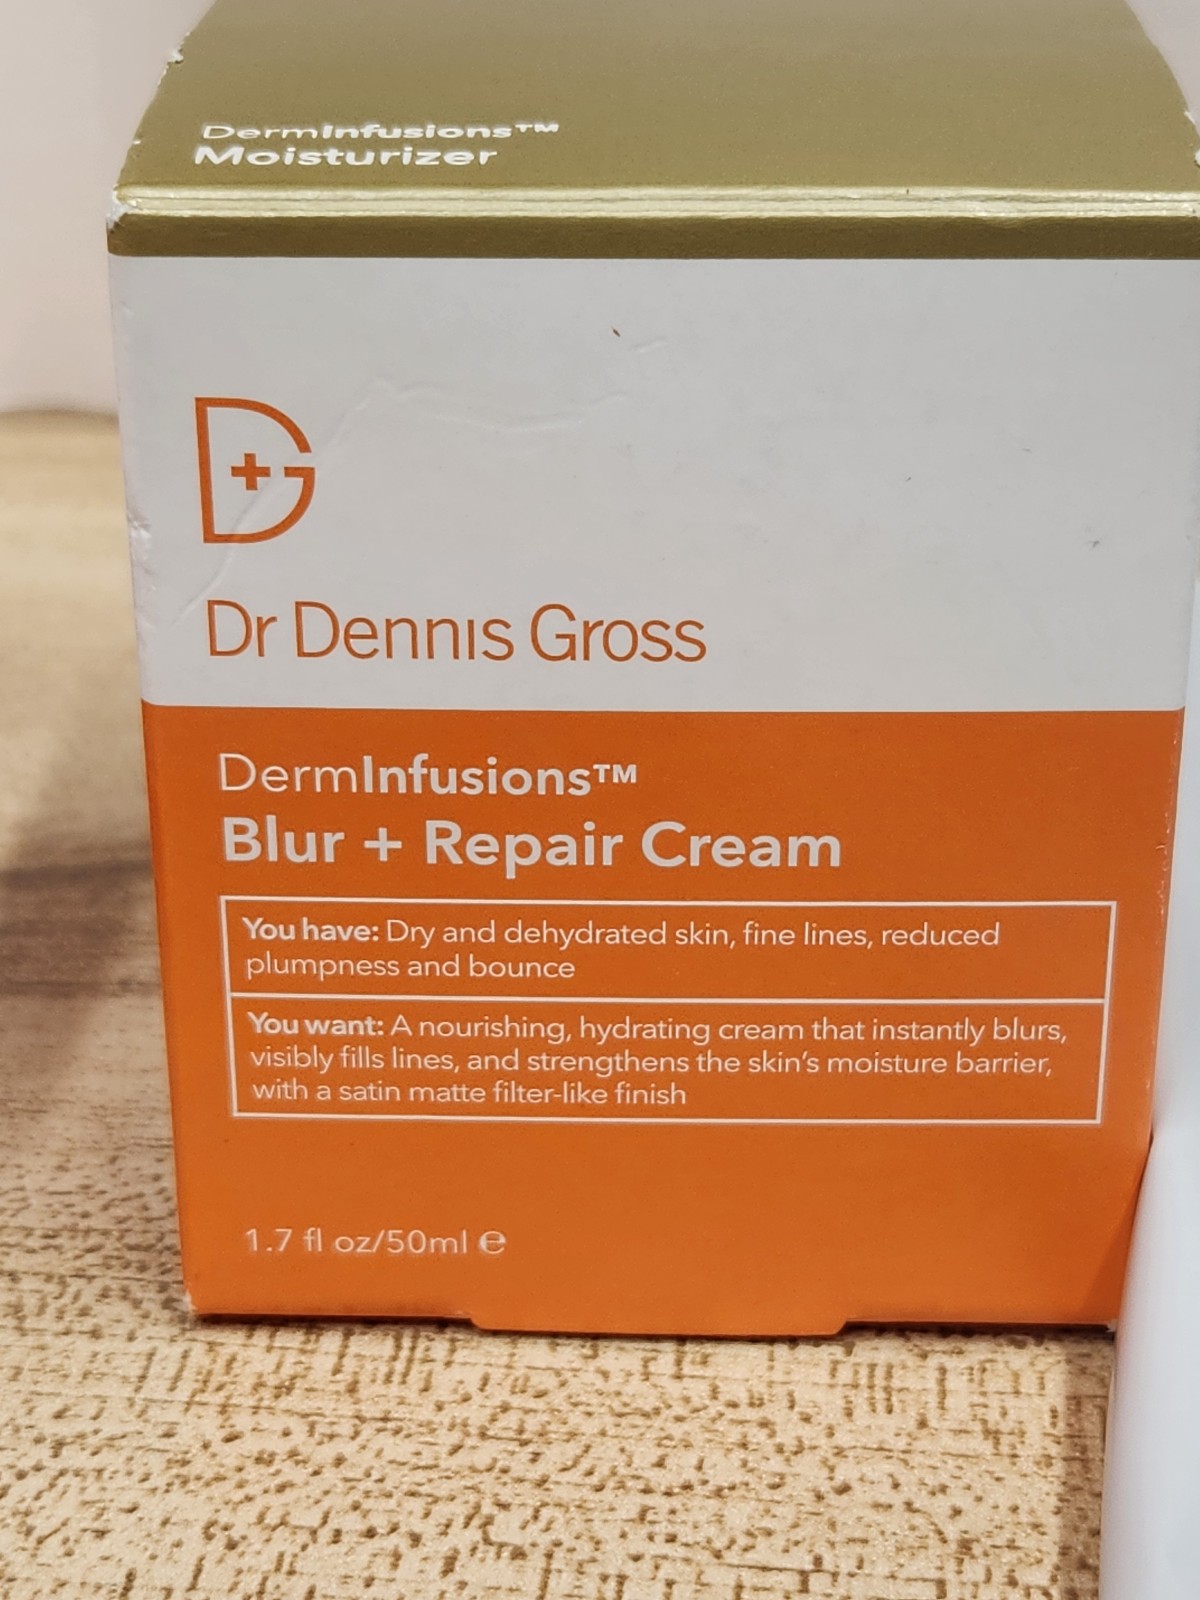 DermInfusions™
Moisturizer
Dr Dennis Gross
DermInfusions™
Blur + Repair Cream
You have: Dry and dehydrated skin, fine lines, reduced
plumpness and bounce
You want: A nourishing, hydrating cream that instantly blurs,
visibly fills lines, and strengthens the skin's moisture barrier,
with a satin matte filter-like finish
1.7 fl oz/50ml ℮